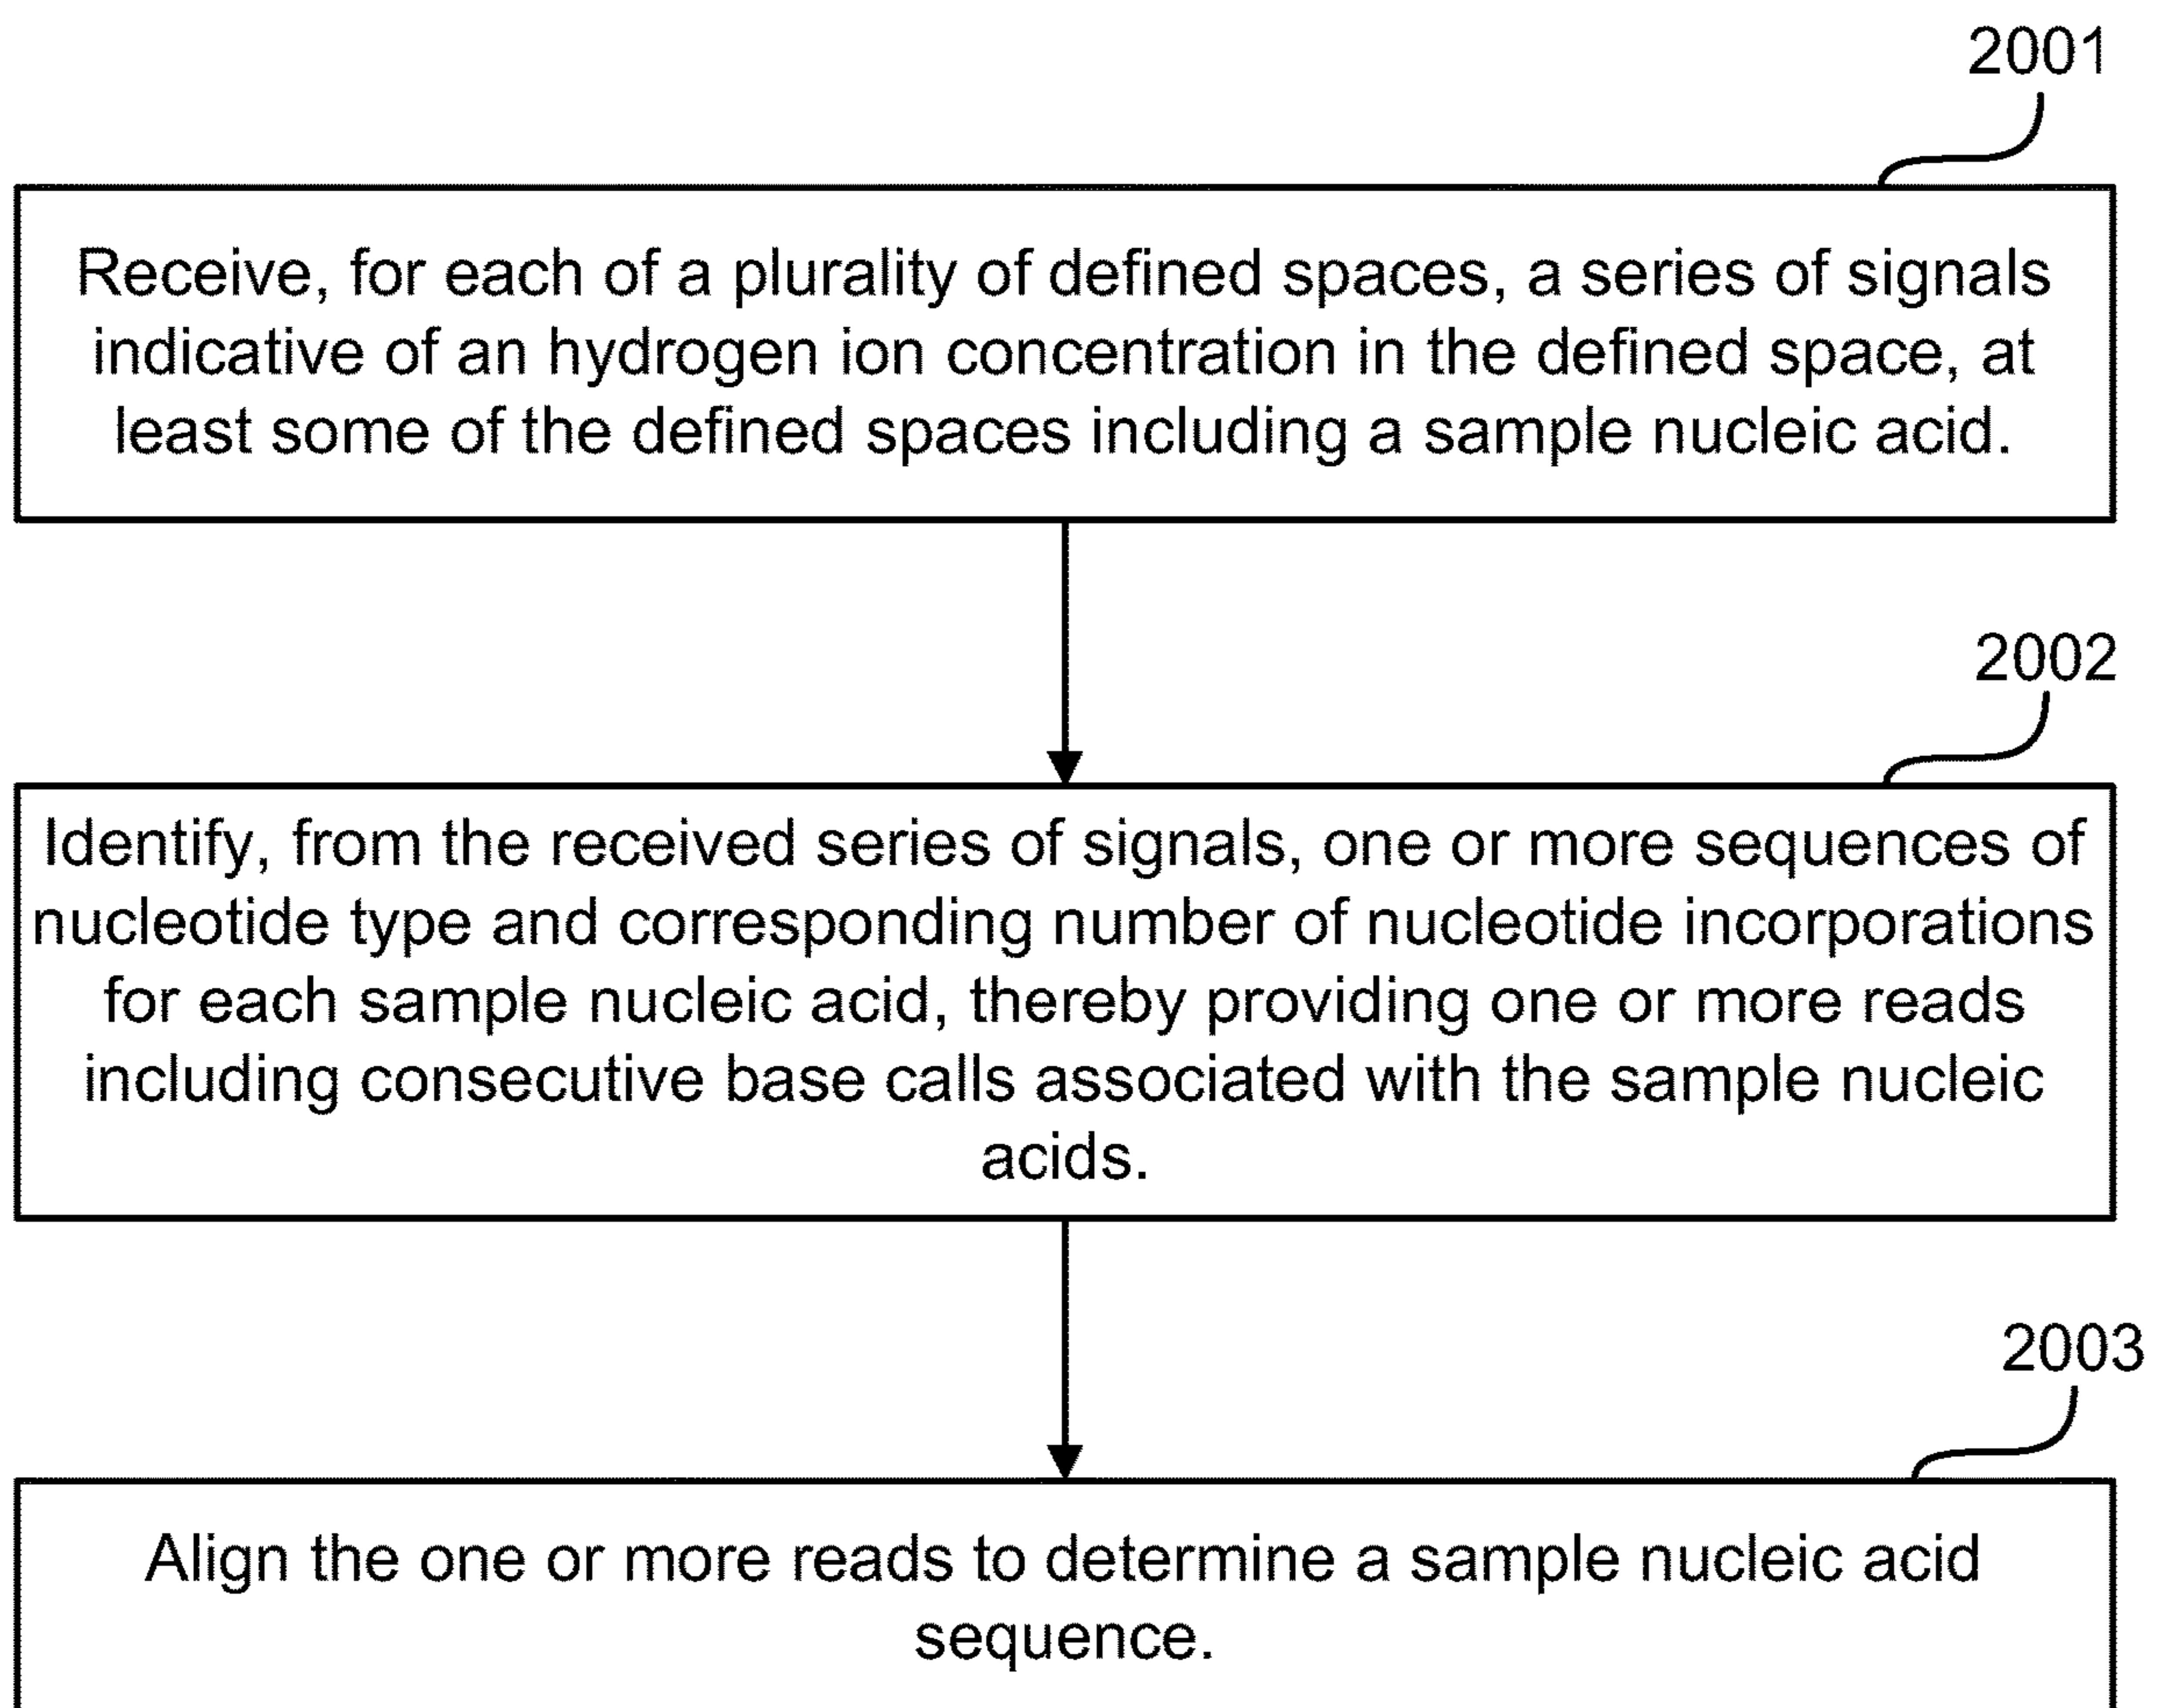 2001
Receive, for each of a plurality of defined spaces, a series of signals
indicative of an hydrogen ion concentration in the defined space, at
least some of the defined spaces including a sample nucleic acid.
2002
Identify, from the received series of signals, one or more sequences of
nucleotide type and corresponding number of nucleotide incorporations
for each sample nucleic acid, thereby providing one or more reads
including consecutive base calls associated with the sample nucleic
acids.
2003
Align the one or more reads to determine a sample nucleic acid
sequence.